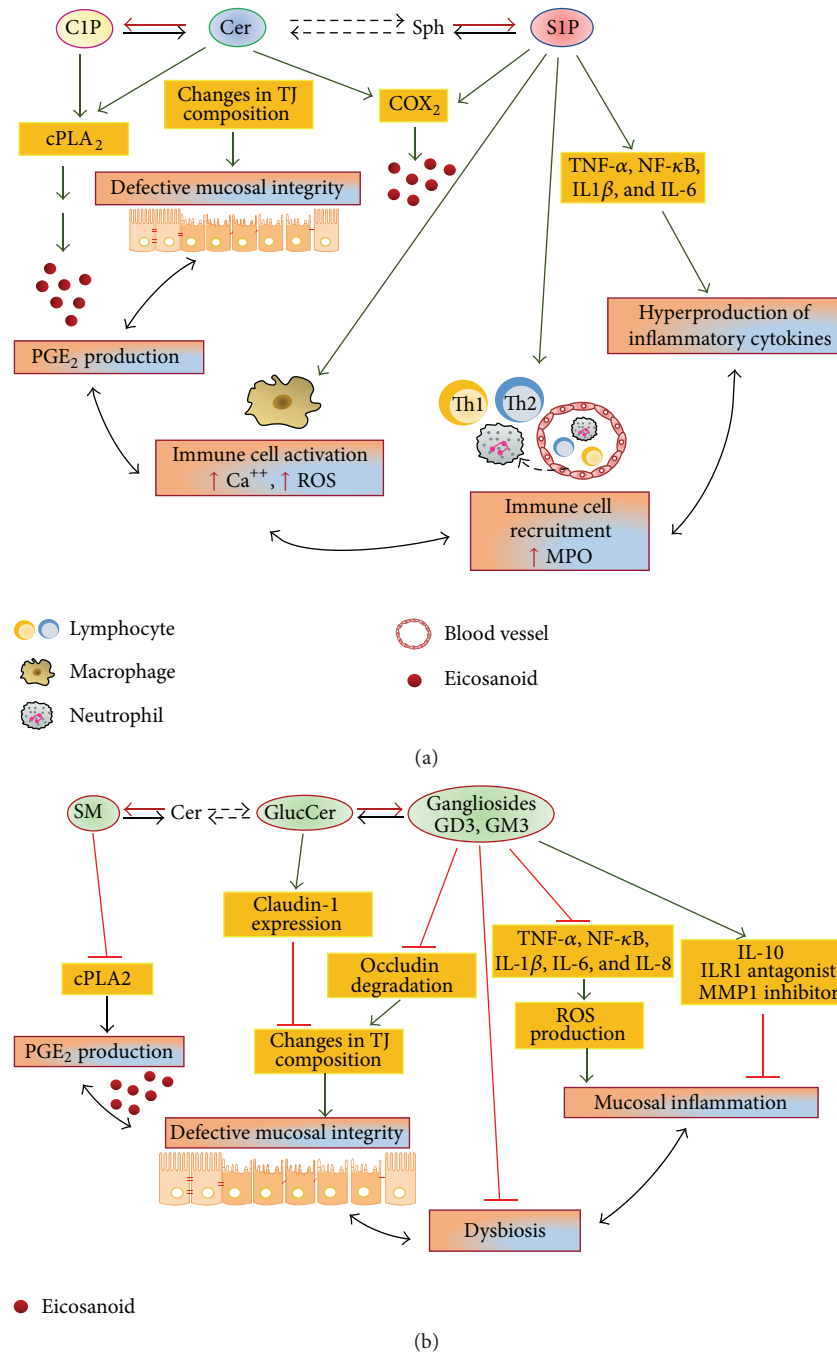 C1P
Cer
Sph
S1P
Changes in TJ
composition
COX₂
cPLA₂
TNF-α, NF-κB,
IL1β, and IL-6
Defective mucosal integrity
Hyperproduction of
inflammatory cytokines
PGE₂ production
Th1
Th2
Immune cell activation
↑ Ca⁺⁺, ↑ ROS
Immune cell
recruitment
↑ MPO
Lymphocyte
Blood vessel
Macrophage
Eicosanoid
Neutrophil
(a)
SM
Cer
GlucCer
Gangliosides
GD3, GM3
Claudin-1
expression
TNF-α, NF-κB,
IL-1β, IL-6, and IL-8
IL-10
ILR1 antagonist
MMP1 inhibitor
cPLA2
Occludin
degradation
ROS
production
PGE₂ production
Changes in TJ
composition
Mucosal inflammation
Defective mucosal integrity
Dysbiosis
Eicosanoid
(b)